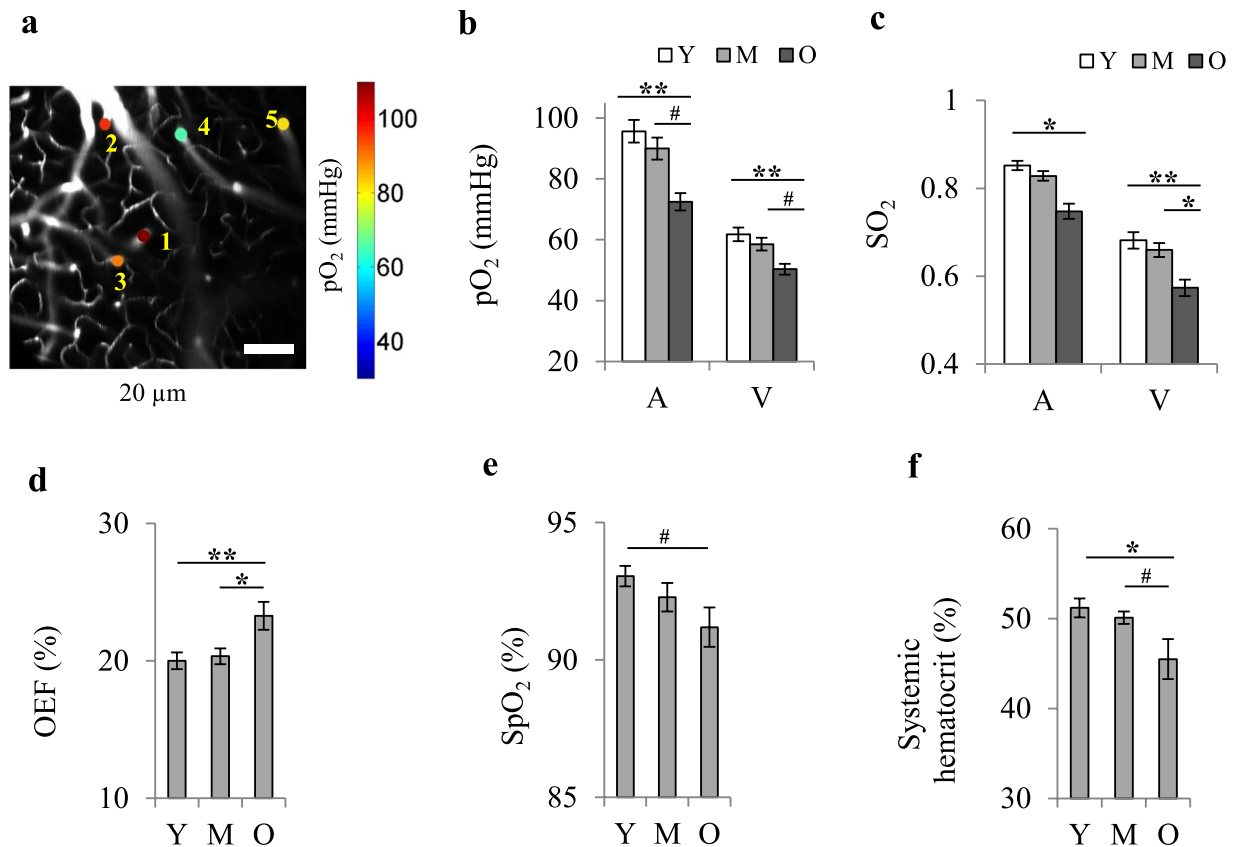 a
2
4
5
1
3
20 µm
100
80
60
40
pO2 (mmHg)
b
Y M O
**
#
**
#
100
80
60
40
20
pO2 (mmHg)
A V
c
Y M O
*
**
*
1
0.8
0.6
0.4
SO2
A V
d
**
*
30
20
10
OEF (%)
Y M O
e
#
95
90
85
SpO2 (%)
Y M O
f
*
#
60
50
40
30
Systemic
hematocrit (%)
Y M O